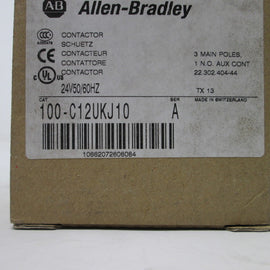 AB Allen-Bradley
CONTACTOR
SCHUETZ
CONTACTEUR 3 MAIN POLES,
CONTATTORE 1 N.O. AUX CONT
CONTACTOR 22.302.404-44
24V50/60HZ TX 13
CAT SER MADE IN SWITZERLAND
100-C12UKJ10 A
10662072606084